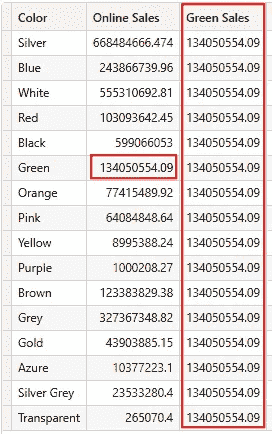 Color Online Sales Green Sales
Silver 668484666.474 134050554.09
Blue 243866739.96 134050554.09
White 555310692.81 134050554.09
Red 103093642.45 134050554.09
Black 599066053 134050554.09
Green 134050554.09 134050554.09
Orange 77415489.92 134050554.09
Pink 64084848.64 134050554.09
Yellow 8995388.24 134050554.09
Purple 1000208.27 134050554.09
Brown 123383829.38 134050554.09
Grey 327367348.82 134050554.09
Gold 43903885.15 134050554.09
Azure 10377223.1 134050554.09
Silver Grey 23533280.4 134050554.09
Transparent 265070.4 134050554.09